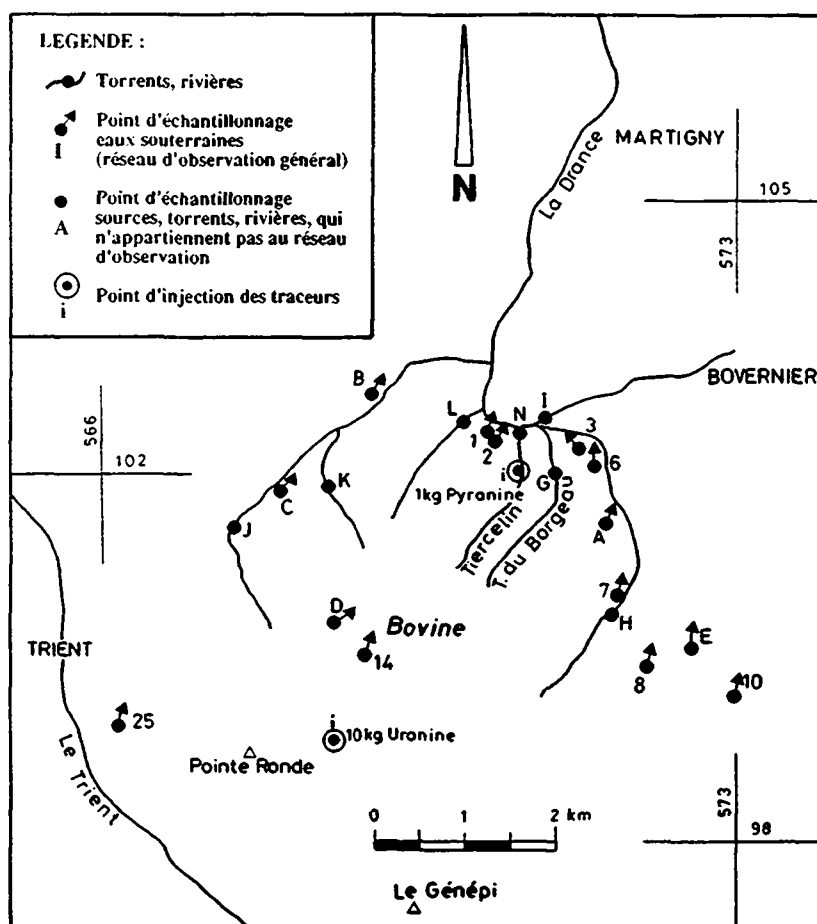 LEGENDE :
Torrents, rivières
Point d'échantillonnage
eaux souterraines
(réseau d'observation général)
I
Point d'échantillonnage
sources, torrents, rivières, qui
n'appartiennent pas au réseau
d'observation
A
Point d'injection des traceurs
i
N
La Drance
MARTIGNY
105
573
BOVERNIER
566
102
B
L
1
2
N
I
3
6
i
1kg Pyranine
G
K
C
J
Tiercelin
T. du Borgeau
A
7
H
D
Bovine
14
8
E
10
TRIENT
25
Le Trient
i
10kg Uronine
Pointe Ronde
573
98
0 1 2 km
Le Génépi